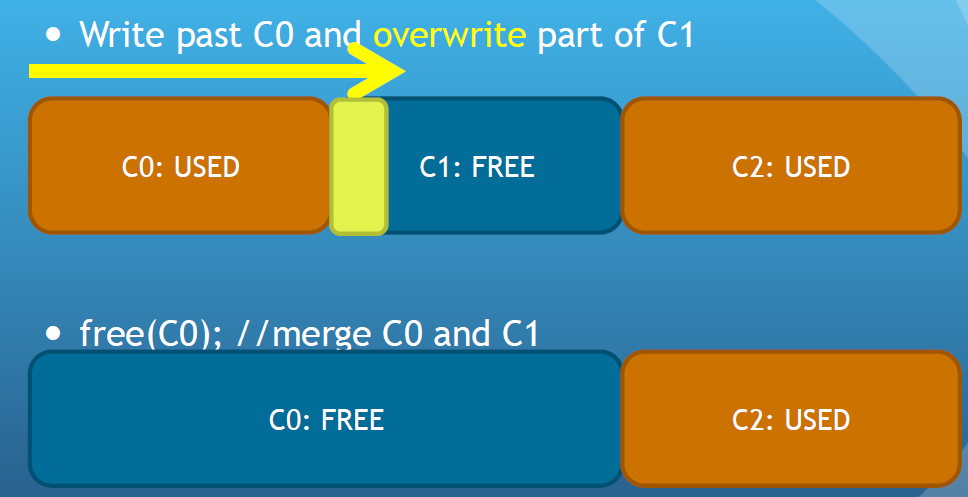 • Write past C0 and overwrite part of C1
C0: USED
C1: FREE
C2: USED
• free(C0); //merge C0 and C1
C0: FREE
C2: USED